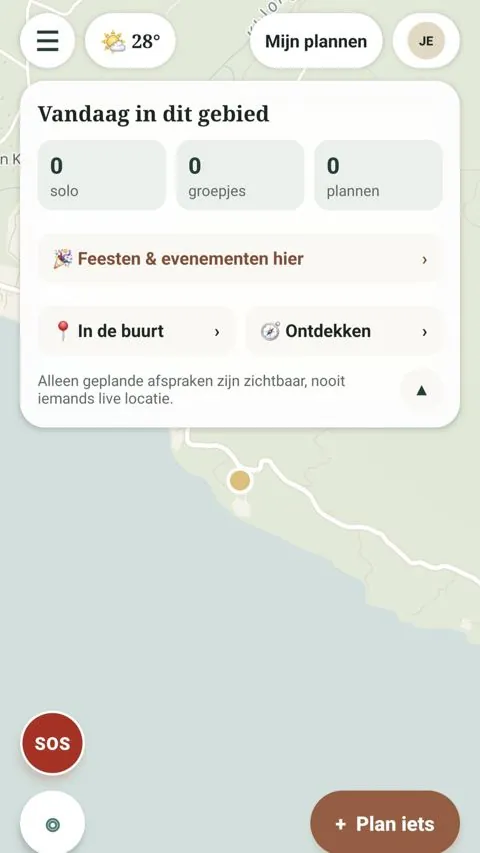 ☰ 28° Mijn plannen JE
Vandaag in dit gebied
0 0 0
solo groepjes plannen
Feesten & evenementen hier ›
In de buurt › Ontdekken ›
Alleen geplande afspraken zijn zichtbaar, nooit
iemands live locatie.
SOS
+ Plan iets